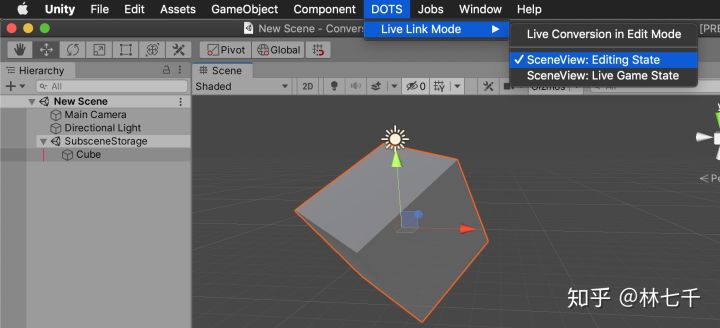 Unity File Edit Assets GameObject Component DOTS Jobs Window Help
New Scene - Convers
Live Link Mode
Live Conversion in Edit Mode
✓ SceneView: Editing State
SceneView: Live Game State
[PRE
Pivot Global
Hierarchy
Scene
All
Shaded 2D 0 Gizmos All
New Scene
Main Camera
Directional Light
SubsceneStorage
Cube
< Pe
知乎 @林七千